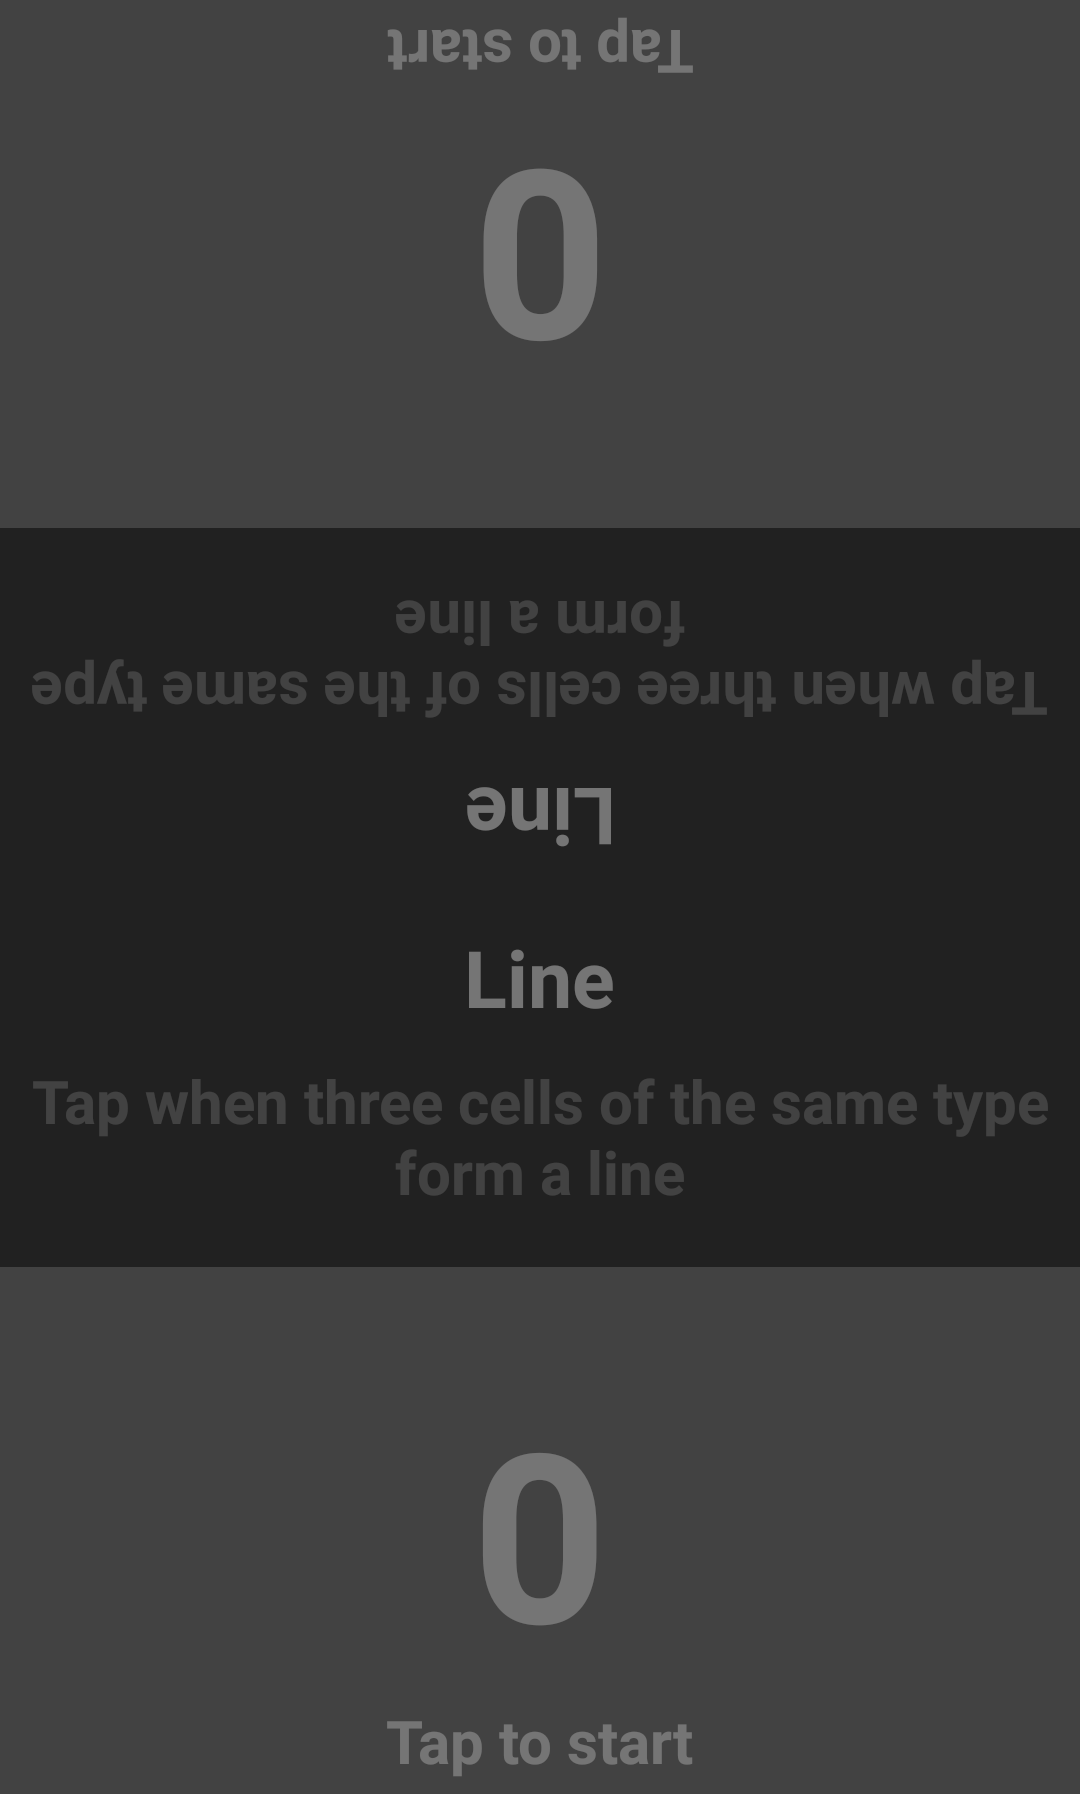 Tap to start
0
Tap when three cells of the same type
form a line
Line
Line
Tap when three cells of the same type
form a line
0
Tap to start